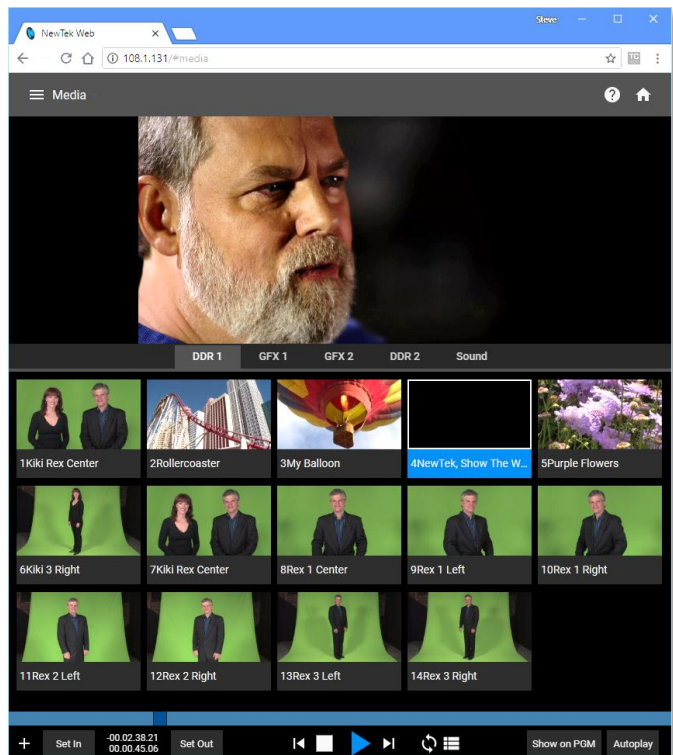 Steve
NewTek Web
108.1.131/#media
Media
DDR 1 GFX 1 GFX 2 DDR 2 Sound
1Kiki Rex Center 2Rollercoaster 3My Balloon 4NewTek, Show The W... 5Purple Flowers
6Kiki 3 Right 7Kiki Rex Center 8Rex 1 Center 9Rex 1 Left 10Rex 1 Right
11Rex 2 Left 12Rex 2 Right 13Rex 3 Left 14Rex 3 Right
+ Set In -00.02.38.21 Set Out Show on PGM Autoplay
00.00.45.06